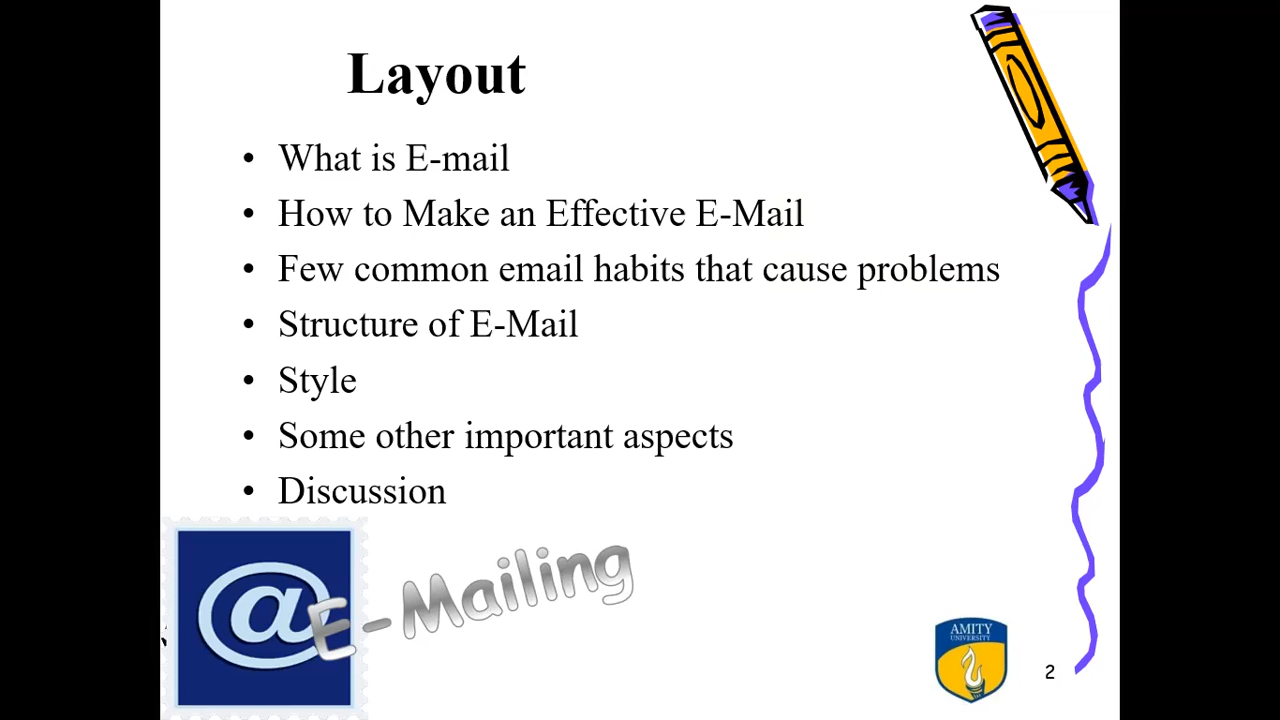 Layout
• What is E-mail
• How to Make an Effective E-Mail
• Few common email habits that cause problems
• Structure of E-Mail
• Style
• Some other important aspects
• Discussion
@
E-Mailing
AMITY
UNIVERSITY
2